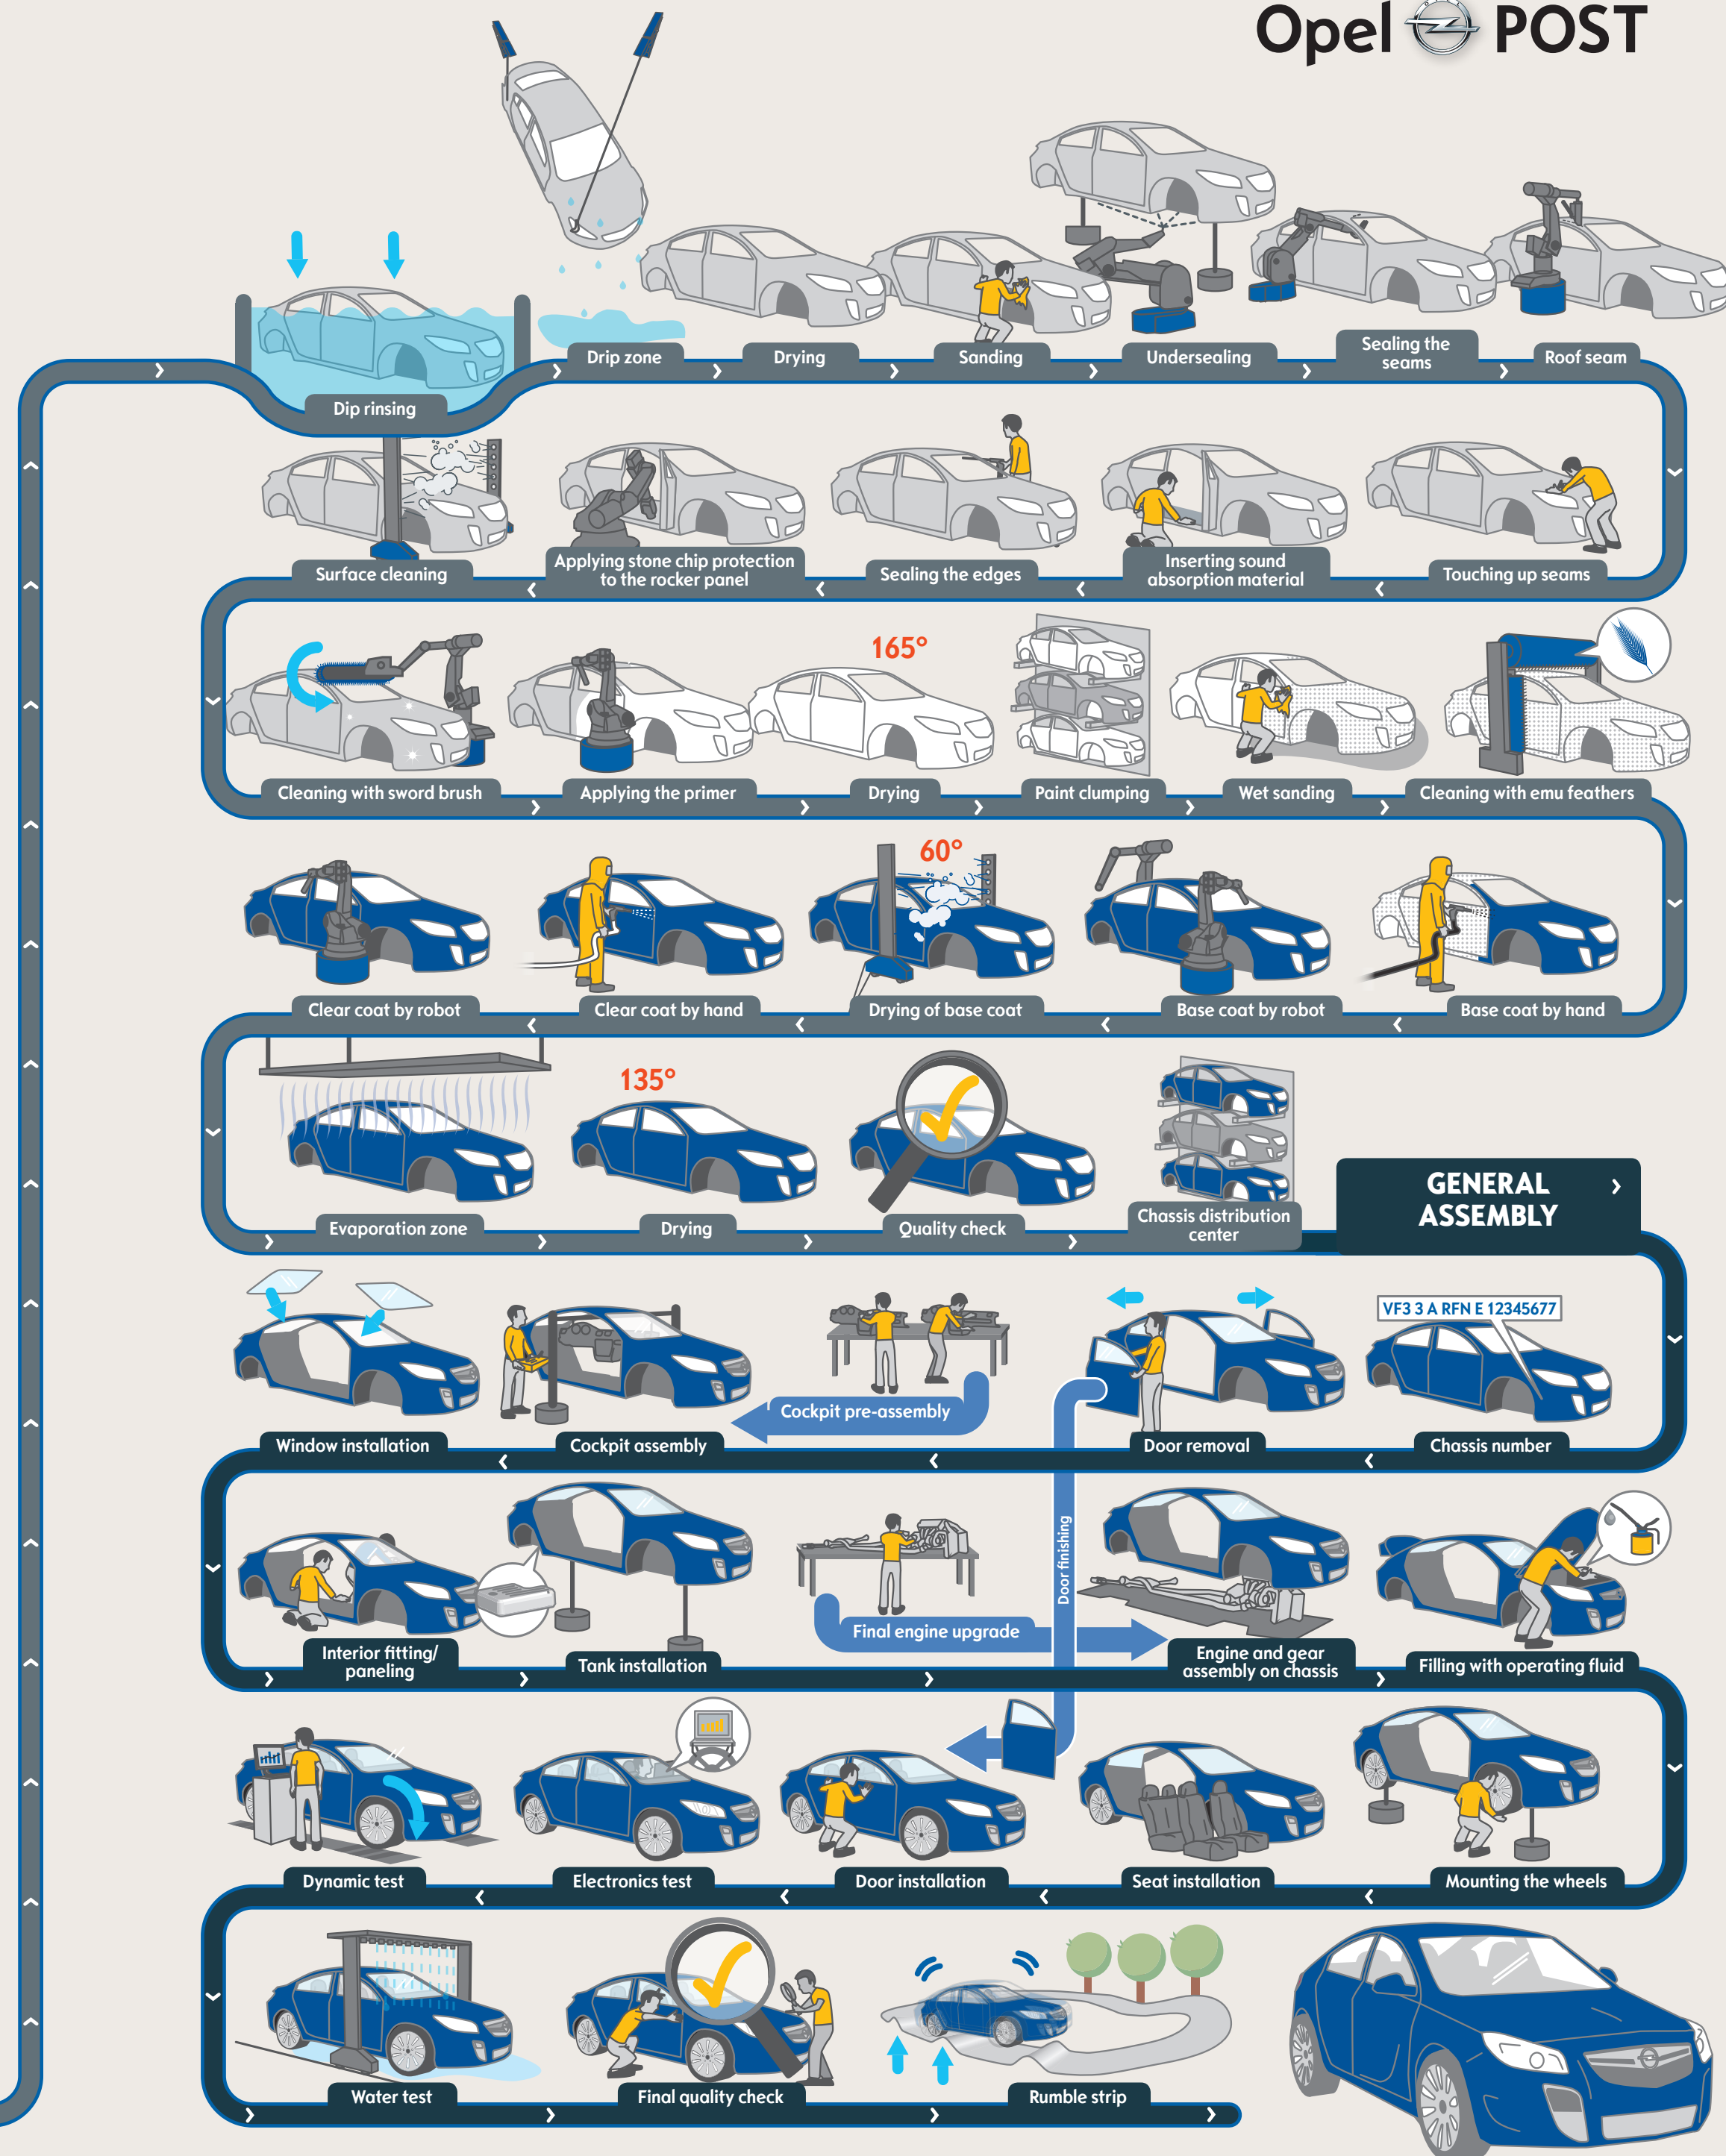 Opel POST
Drip zone
Drying
Sanding
Undersealing
Sealing the
seams
Roof seam
Dip rinsing
Surface cleaning
Applying stone chip protection
to the rocker panel
Sealing the edges
Inserting sound
absorption material
Touching up seams
165°
Cleaning with sword brush
Applying the primer
Drying
Paint clumping
Wet sanding
Cleaning with emu feathers
60°
Clear coat by robot
Clear coat by hand
Drying of base coat
Base coat by robot
Base coat by hand
135°
Evaporation zone
Drying
Quality check
Chassis distribution
center
GENERAL
ASSEMBLY
VF3 3 A RFN E 12345677
Cockpit pre-assembly
Window installation
Cockpit assembly
Door removal
Chassis number
Door finishing
Final engine upgrade
Interior fitting/
paneling
Tank installation
Engine and gear
assembly on chassis
Filling with operating fluid
Dynamic test
Electronics test
Door installation
Seat installation
Mounting the wheels
Water test
Final quality check
Rumble strip